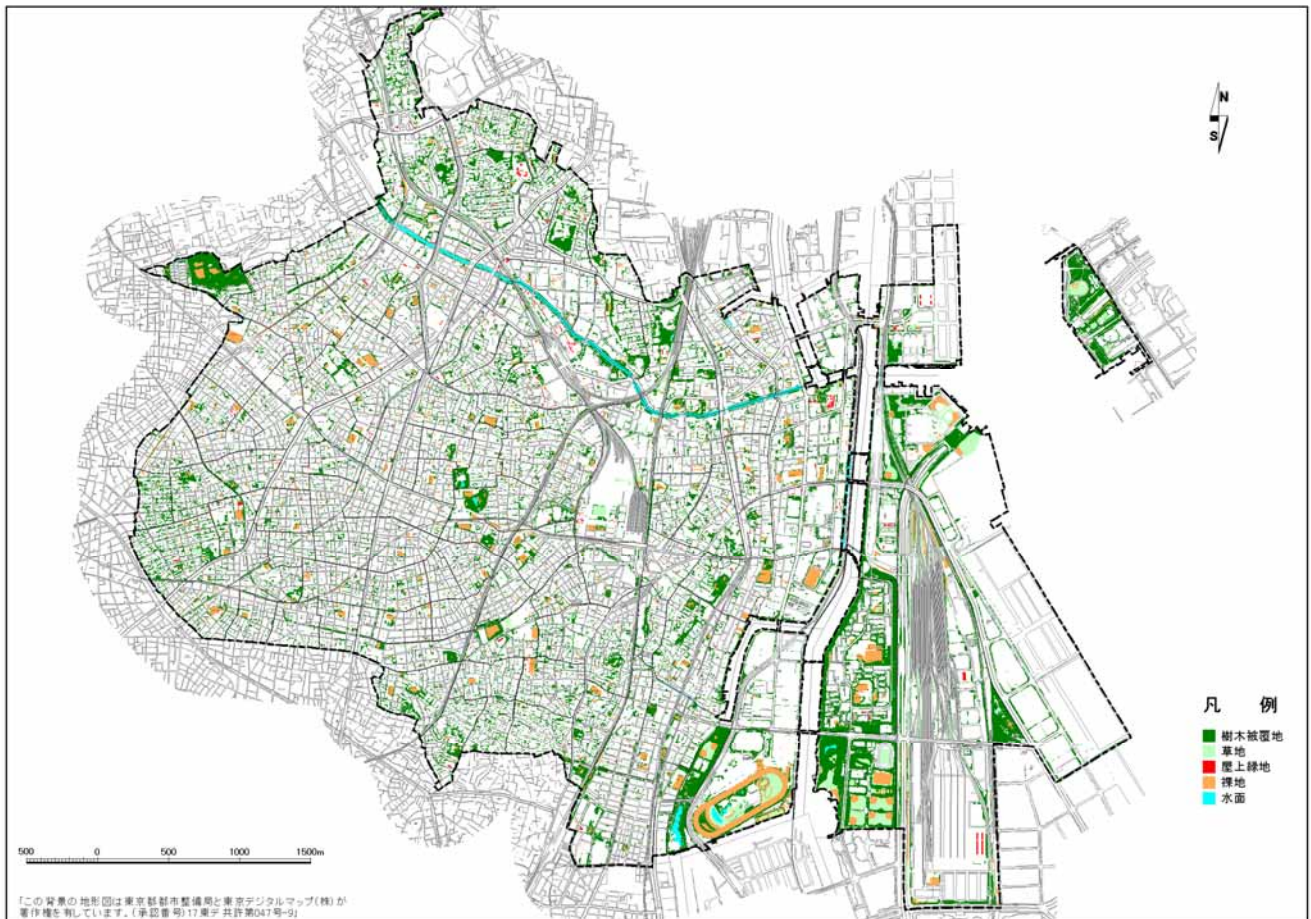 N
S
凡 例
樹木被覆地
草地
屋上緑地
裸地
水面
500 0 500 1000 1500m
「この背景の地形図は東京都都市整備局と東京デジタルマップ(株)が
著作権を有しています。(承認番号)17東デ共許第047号-9」